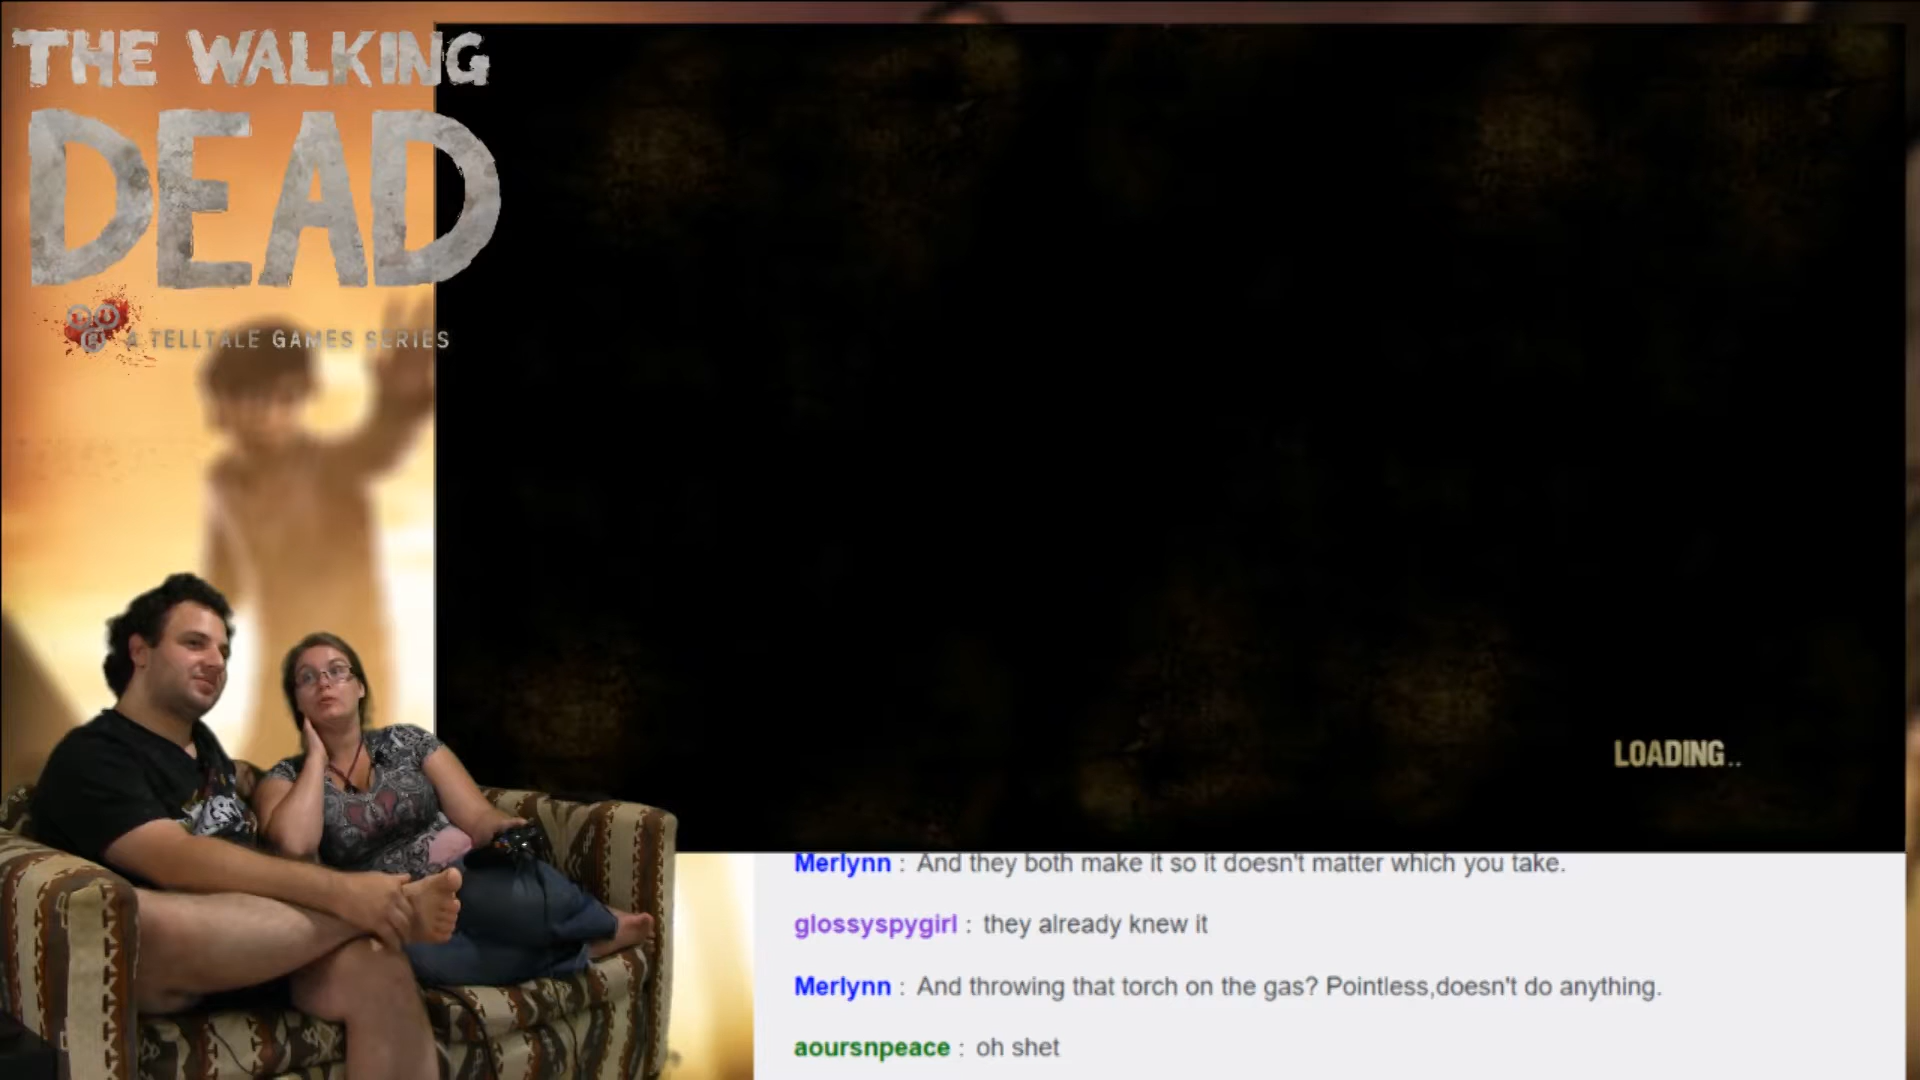 THE WALKING
DEAD
A TELLTALE GAMES SERIES
LOADING..
Merlynn : And they both make it so it doesn't matter which you take.
glossyspygirl : they already knew it
Merlynn : And throwing that torch on the gas? Pointless,doesn't do anything.
aoursnpeace : oh shet